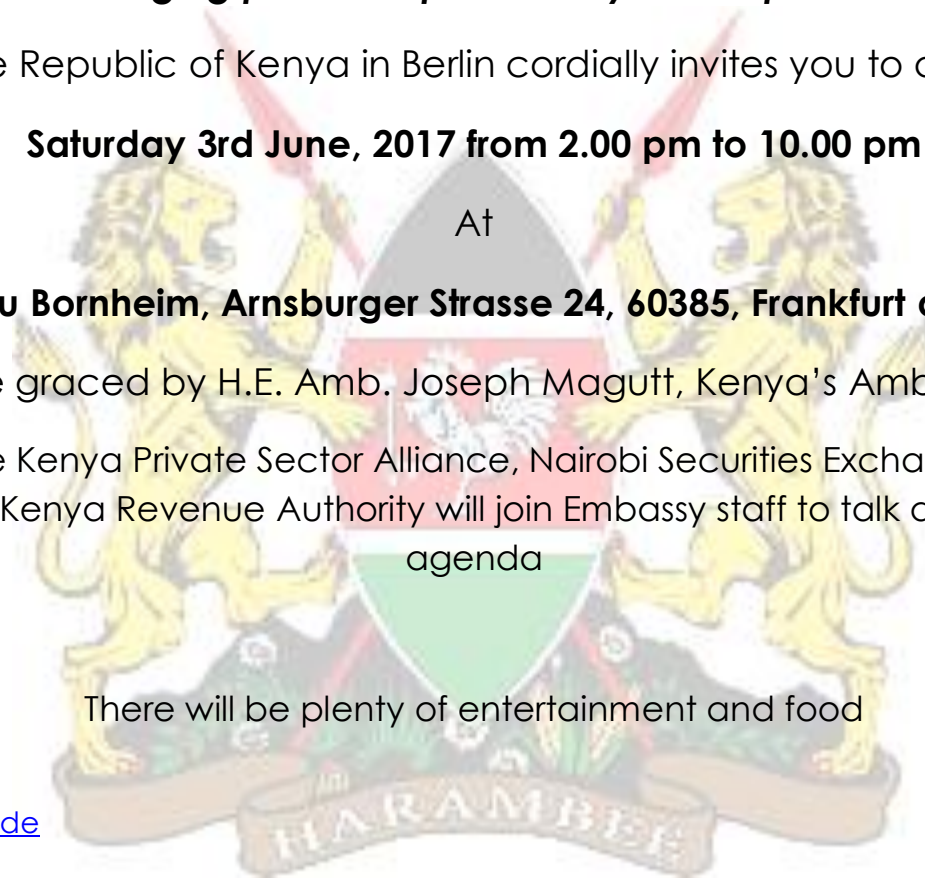 e Republic of Kenya in Berlin cordially invites you to a
Saturday 3rd June, 2017 from 2.00 pm to 10.00 pm
At
u Bornheim, Arnsburger Strasse 24, 60385, Frankfurt a
e graced by H.E. Amb. Joseph Magutt, Kenya’s Amb
e Kenya Private Sector Alliance, Nairobi Securities Excha
Kenya Revenue Authority will join Embassy staff to talk a
agenda
There will be plenty of entertainment and food
HARAMBEE
de